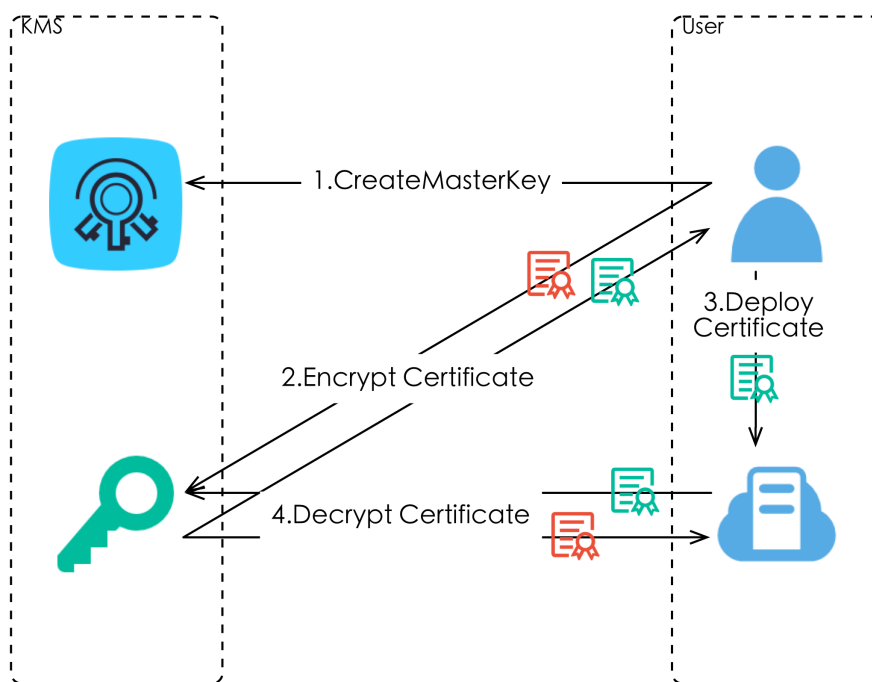 KMS
User
1.CreateMasterKey
3.Deploy
Certificate
2.Encrypt Certificate
4.Decrypt Certificate